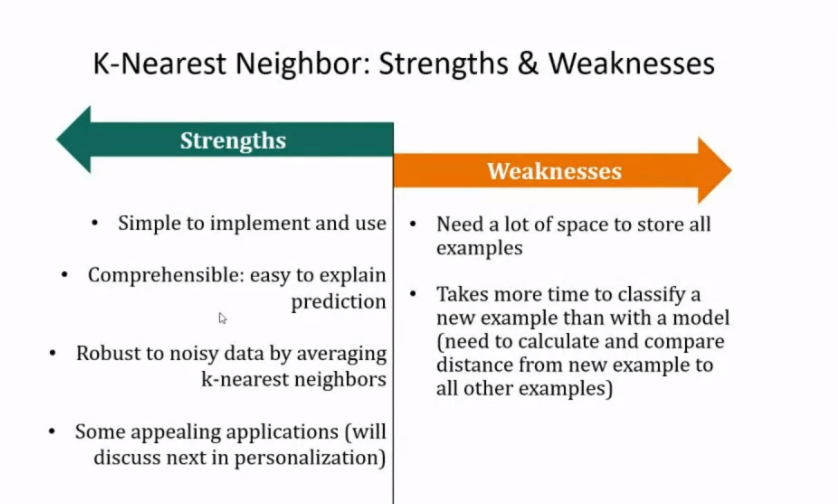 K-Nearest Neighbor: Strengths & Weaknesses
Strengths
• Simple to implement and use
• Comprehensible: easy to explain
prediction
• Robust to noisy data by averaging
k-nearest neighbors
• Some appealing applications (will
discuss next in personalization)
Weaknesses
• Need a lot of space to store all
examples
• Takes more time to classify a
new example than with a model
(need to calculate and compare
distance from new example to
all other examples)